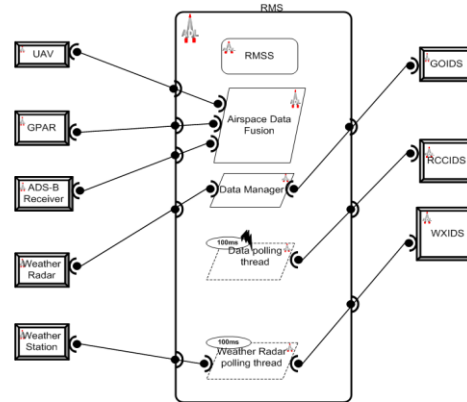 RMS
UAV
GPAR
ADS-B
Receiver
Weather
Radar
Weather
Station
RMSS
Airspace Data
Fusion
Data Manager
100ms
Data polling
thread
100ms
Weather Radar
polling thread
GOIDS
RCCIDS
WXIDS